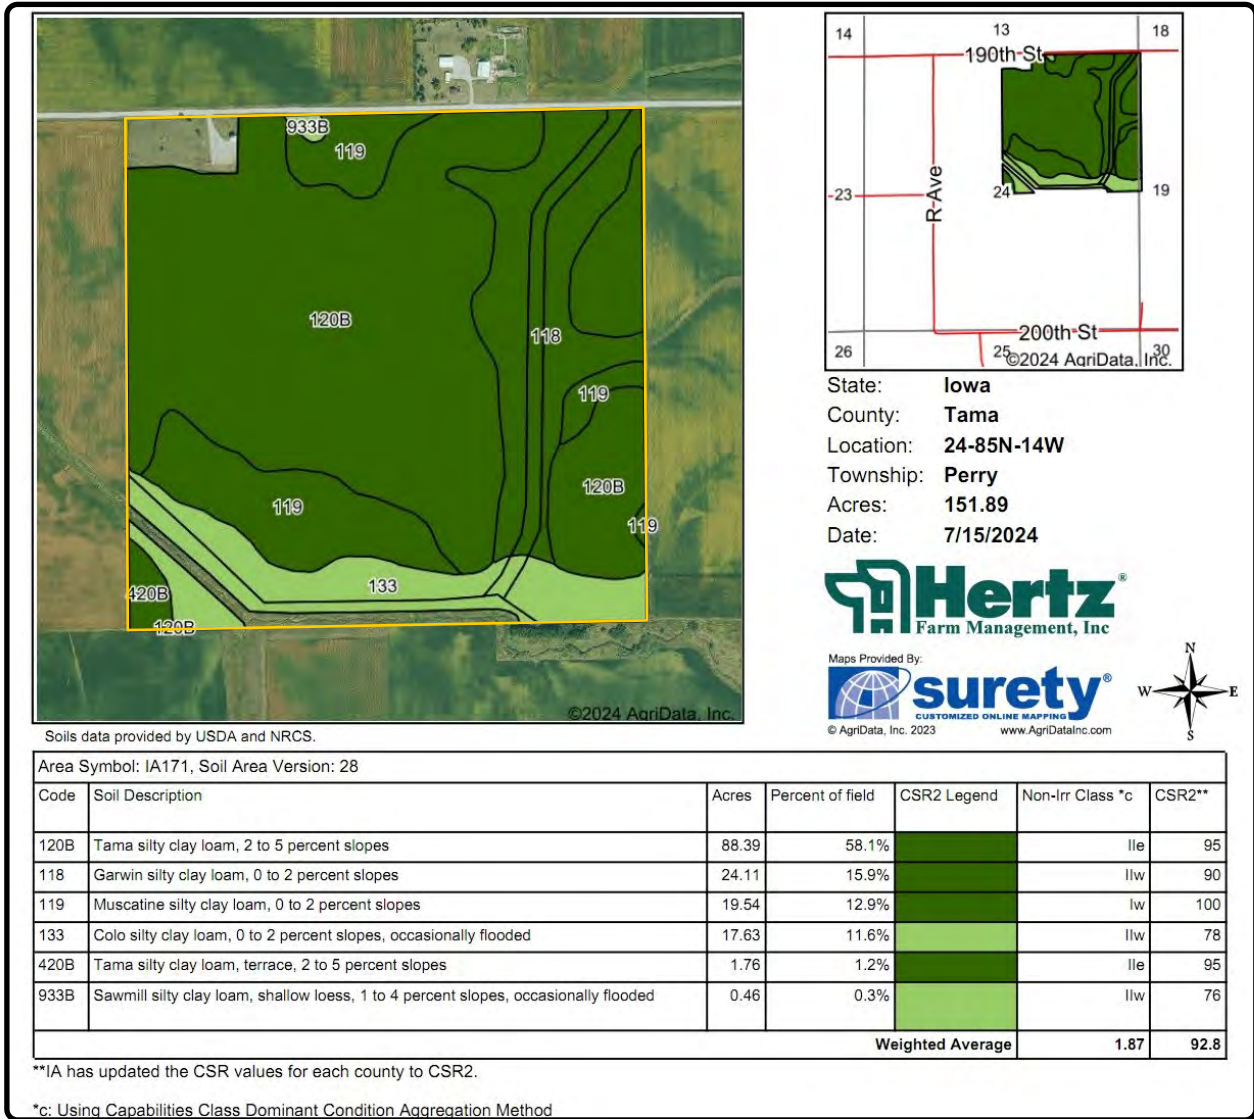 933B
119
120B
118
119
120B
119
119
133
420B
120B
©2024 AgriData, Inc.
Soils data provided by USDA and NRCS.
14 13 18
190th St
23 R Ave 24 19
200th St
26 25 30
©2024 AgriData, Inc.
State: Iowa
County: Tama
Location: 24-85N-14W
Township: Perry
Acres: 151.89
Date: 7/15/2024
Hertz®
Farm Management, Inc
Maps Provided By:
surety®
CUSTOMIZED ONLINE MAPPING
© AgriData, Inc. 2023 www.AgriDataInc.com
N
W E
S
Area Symbol: IA171, Soil Area Version: 28
Code Soil Description Acres Percent of field CSR2 Legend Non-Irr Class *c CSR2**
120B Tama silty clay loam, 2 to 5 percent slopes 88.39 58.1% IIe 95
118 Garwin silty clay loam, 0 to 2 percent slopes 24.11 15.9% IIw 90
119 Muscatine silty clay loam, 0 to 2 percent slopes 19.54 12.9% Iw 100
133 Colo silty clay loam, 0 to 2 percent slopes, occasionally flooded 17.63 11.6% IIw 78
420B Tama silty clay loam, terrace, 2 to 5 percent slopes 1.76 1.2% IIe 95
933B Sawmill silty clay loam, shallow loess, 1 to 4 percent slopes, occasionally flooded 0.46 0.3% IIw 76
Weighted Average 1.87 92.8
**IA has updated the CSR values for each county to CSR2.
*c: Using Capabilities Class Dominant Condition Aggregation Method